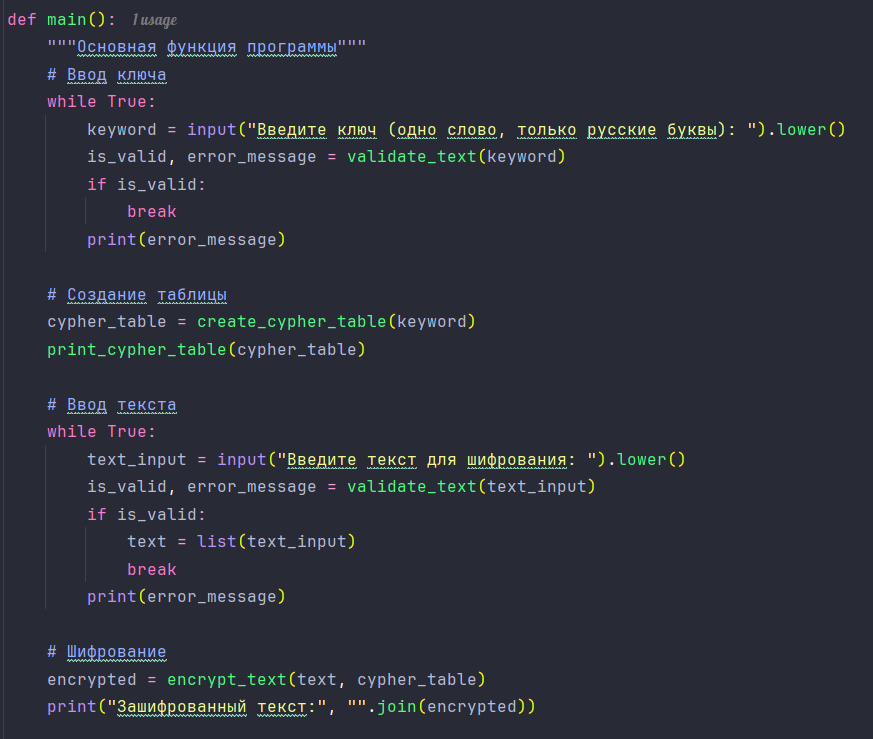 def main():  1 usage
    """Основная функция программы"""
    # Ввод ключа
    while True:
        keyword = input("Введите ключ (одно слово, только русские буквы): ").lower()
        is_valid, error_message = validate_text(keyword)
        if is_valid:
            break
        print(error_message)

    # Создание таблицы
    cypher_table = create_cypher_table(keyword)
    print_cypher_table(cypher_table)

    # Ввод текста
    while True:
        text_input = input("Введите текст для шифрования: ").lower()
        is_valid, error_message = validate_text(text_input)
        if is_valid:
            text = list(text_input)
            break
        print(error_message)

    # Шифрование
    encrypted = encrypt_text(text, cypher_table)
    print("Зашифрованный текст:", "".join(encrypted))